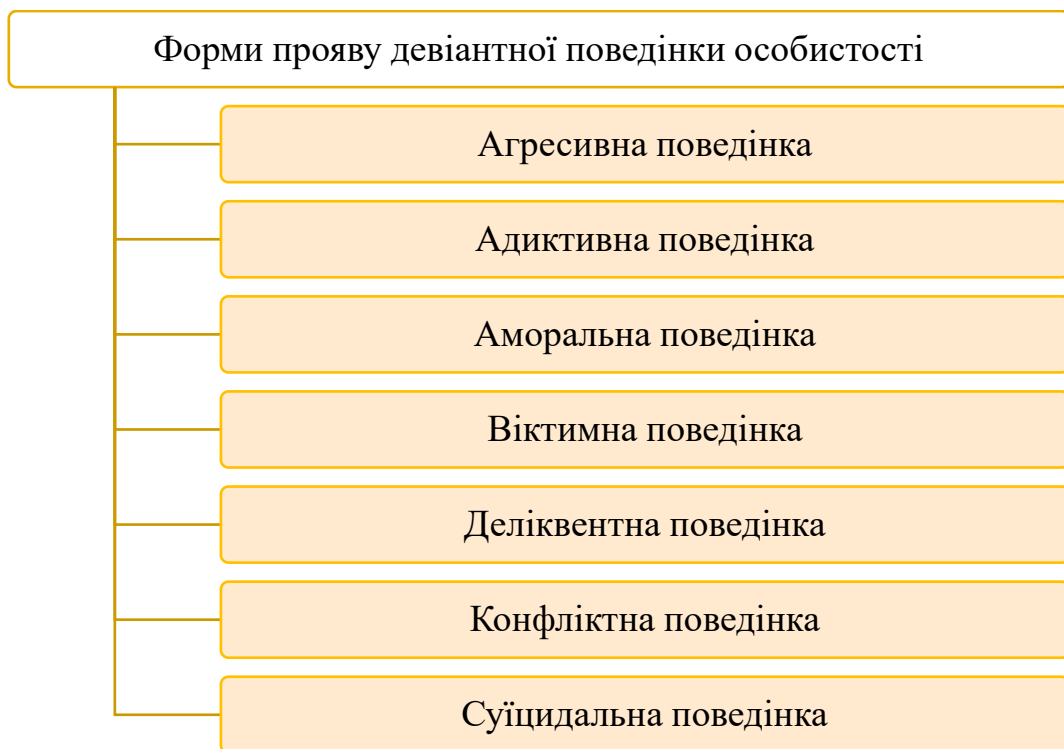 Форми прояву девіантної поведінки особистості
Агресивна поведінка
Адиктивна поведінка
Аморальна поведінка
Віктимна поведінка
Деліквентна поведінка
Конфліктна поведінка
Суїцидальна поведінка